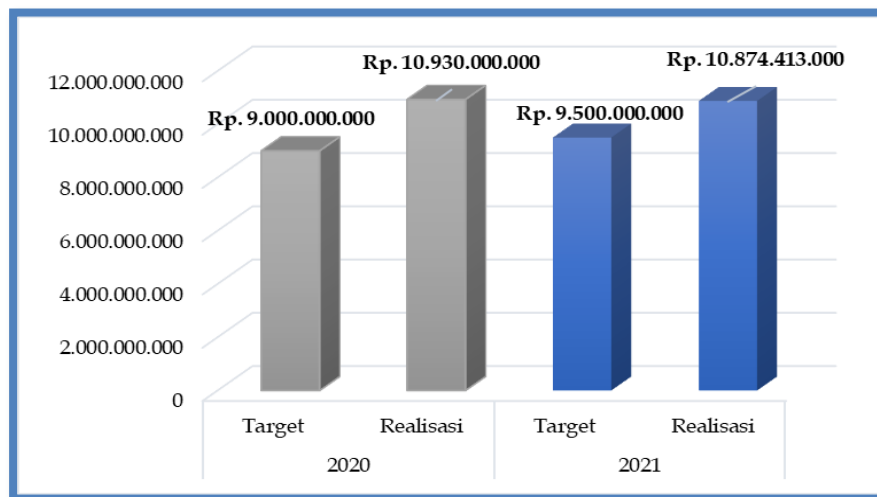 Rp. 10.930.000.000
Rp. 10.874.413.000
12.000.000.000
Rp. 9.000.000.000
Rp. 9.500.000.000
10.000.000.000
8.000.000.000
6.000.000.000
4.000.000.000
2.000.000.000
0
Target
Realisasi
Target
Realisasi
2020
2021